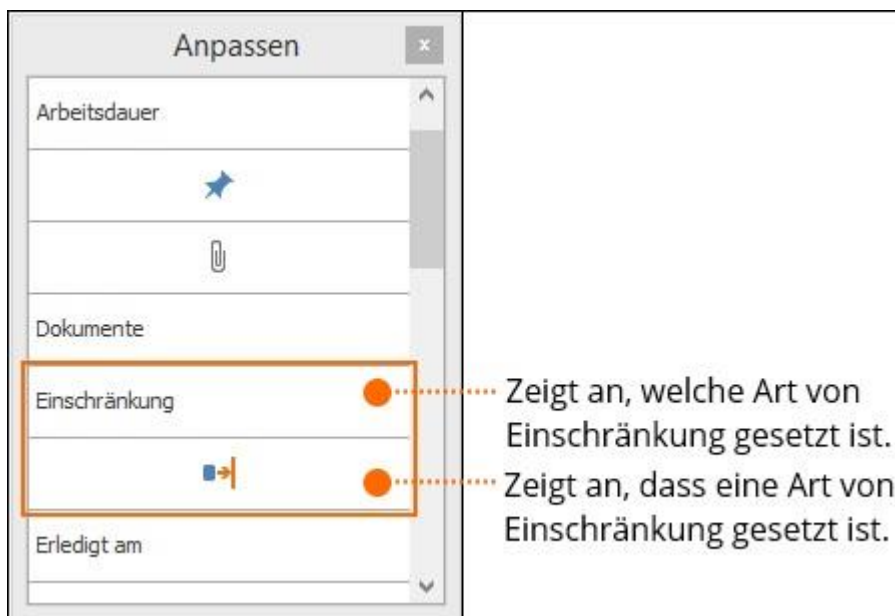 Anpassen
x
Arbeitsdauer
Dokumente
Einschränkung
Zeigt an, welche Art von
Einschränkung gesetzt ist.
Zeigt an, dass eine Art von
Einschränkung gesetzt ist.
Erledigt am